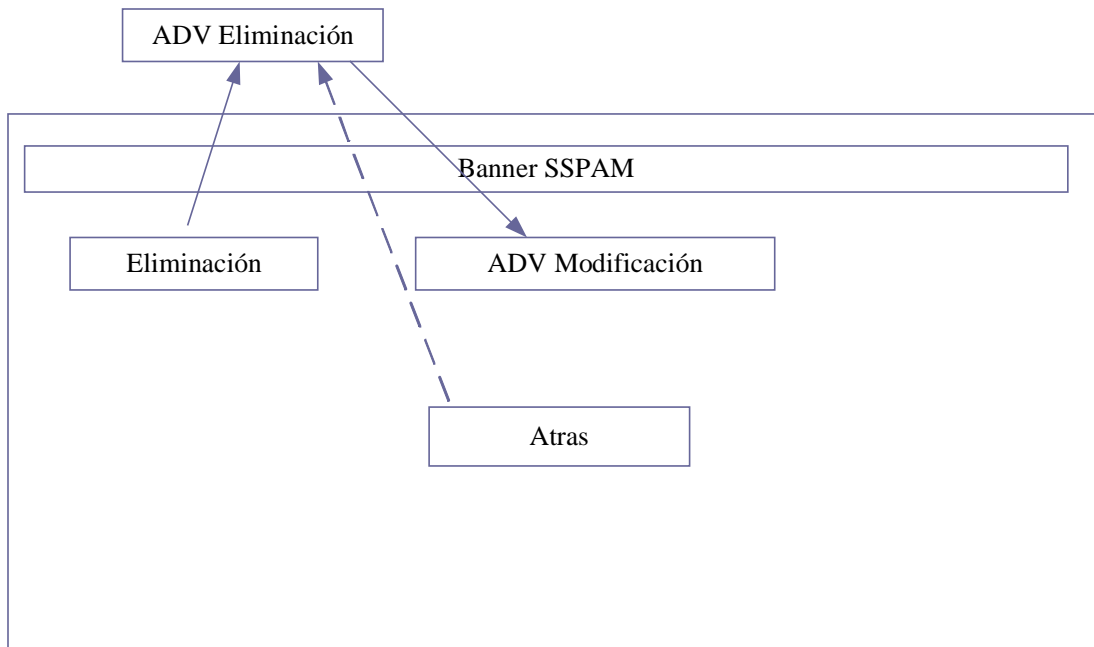 ADV Eliminación
Banner SSPAM
Eliminación
ADV Modificación
Atras